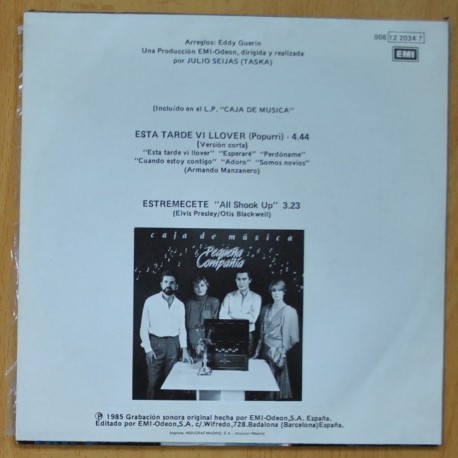 Arreglos: Eddy Guerin
Una Producción EMI-Odeon, dirigida y realizada
por JULIO SEIJAS (TASKA)
006 12 2034 7
EMI
(Incluído en el L.P. "CAJA DE MUSICA"
ESTA TARDE VI LLOVER (Popurri) - 4.44
(Versión corta)
"Esta tarde vi llover" "Esperaré" "Perdóname"
"Cuando estoy contigo" "Adoro" "Somos novios"
(Armando Manzanero)
ESTREMECETE "All Shook Up" 3.23
(Elvis Presley/Otis Blackwell)
caja de música
Pequeña
Compañía
℗ 1985 Grabación sonora original hecha por EMI-Odeon,S.A. España.
Editado por EMI-Odeon,S.A. c/.Wifredo,728.Badalona (Barcelona)España.